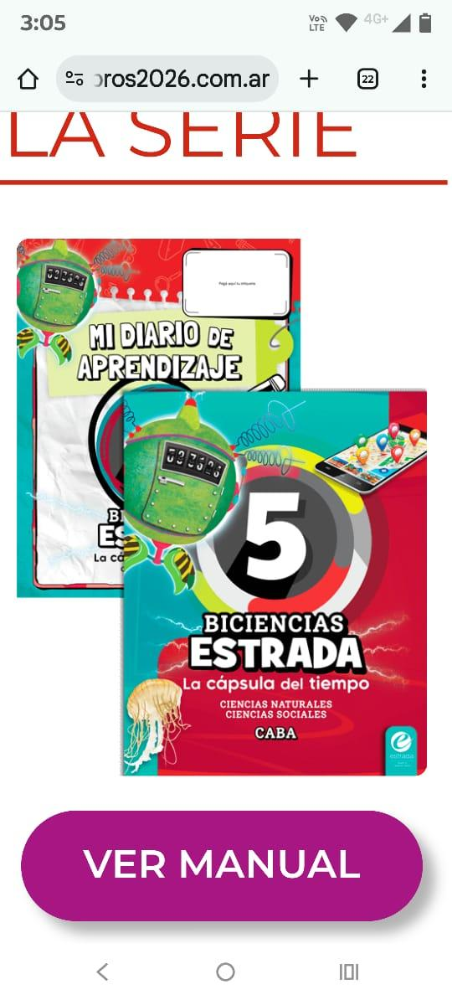 3:05
Vo
LTE
4G+
ros2026.com.ar
22
LA SERIE
Pegá aquí tu etiqueta
MI DIARIO DE
APRENDIZAJE
BI
ES
La cá
5
BICIENCIAS
ESTRADA
La cápsula del tiempo
CIENCIAS NATURALES
CIENCIAS SOCIALES
CABA
estrada
VER MANUAL